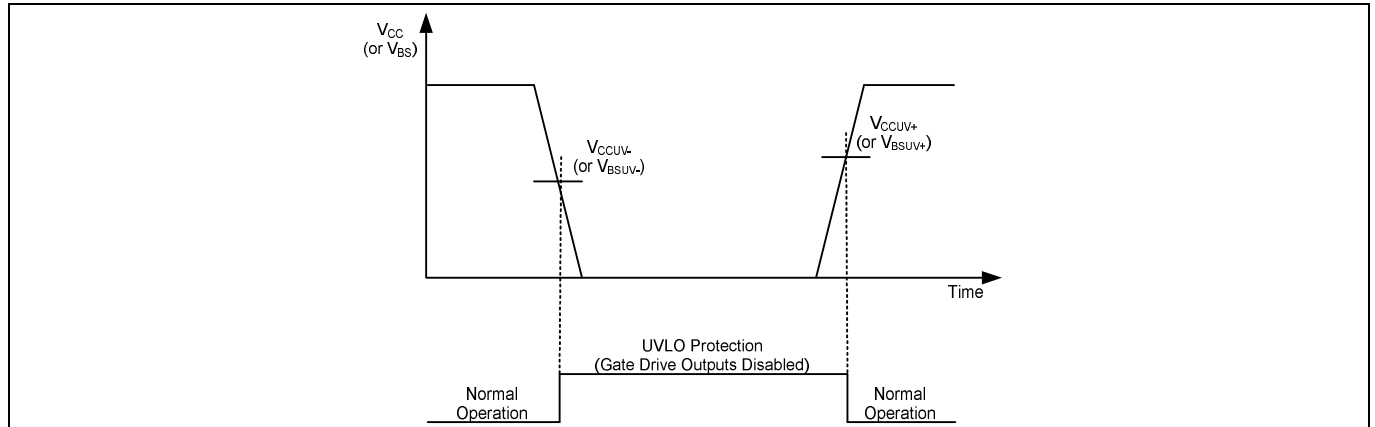 VCC
(or VBS)
VCCUV-
(or VBSUV-)
VCCUV+
(or VBSUV+)
Time
UVLO Protection
(Gate Drive Outputs Disabled)
Normal
Operation
Normal
Operation